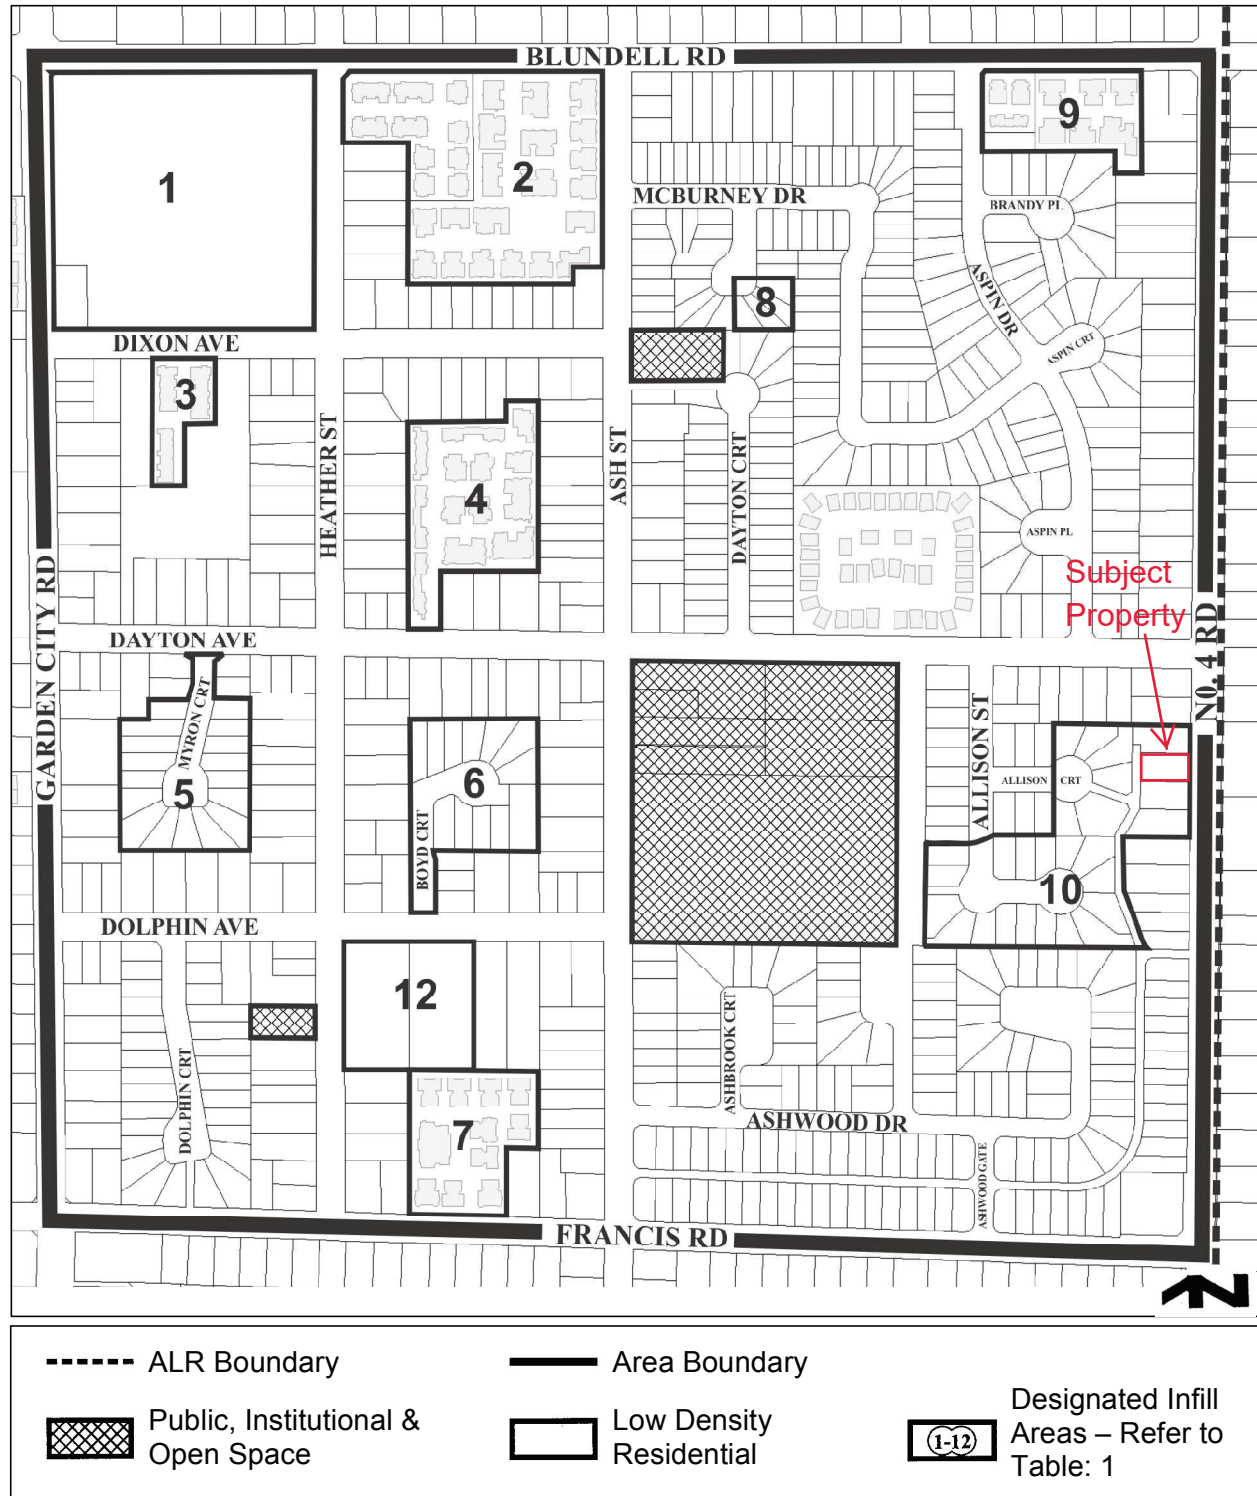 BLUNDELL RD
1
2
9
MCBURNEY DR
BRANDY PL
ASPIN DR
8
DIXON AVE
ASPIN CRT
3
HEATHER ST
4
ASH ST
DAYTON CRT
ASPIN PL
Subject
Property
GARDEN CITY RD
DAYTON AVE
N0. 4 RD
MYRON CRT
5
6
BOYD CRT
ALLISON ST
ALLISON CRT
10
DOLPHIN AVE
12
DOLPHIN CRT
ASHBROOK CRT
7
ASHWOOD DR
ASHWOOD GATE
FRANCIS RD
N
ALR Boundary
Area Boundary
Public, Institutional &
Open Space
Low Density
Residential
1-12
Designated Infill
Areas – Refer to
Table: 1